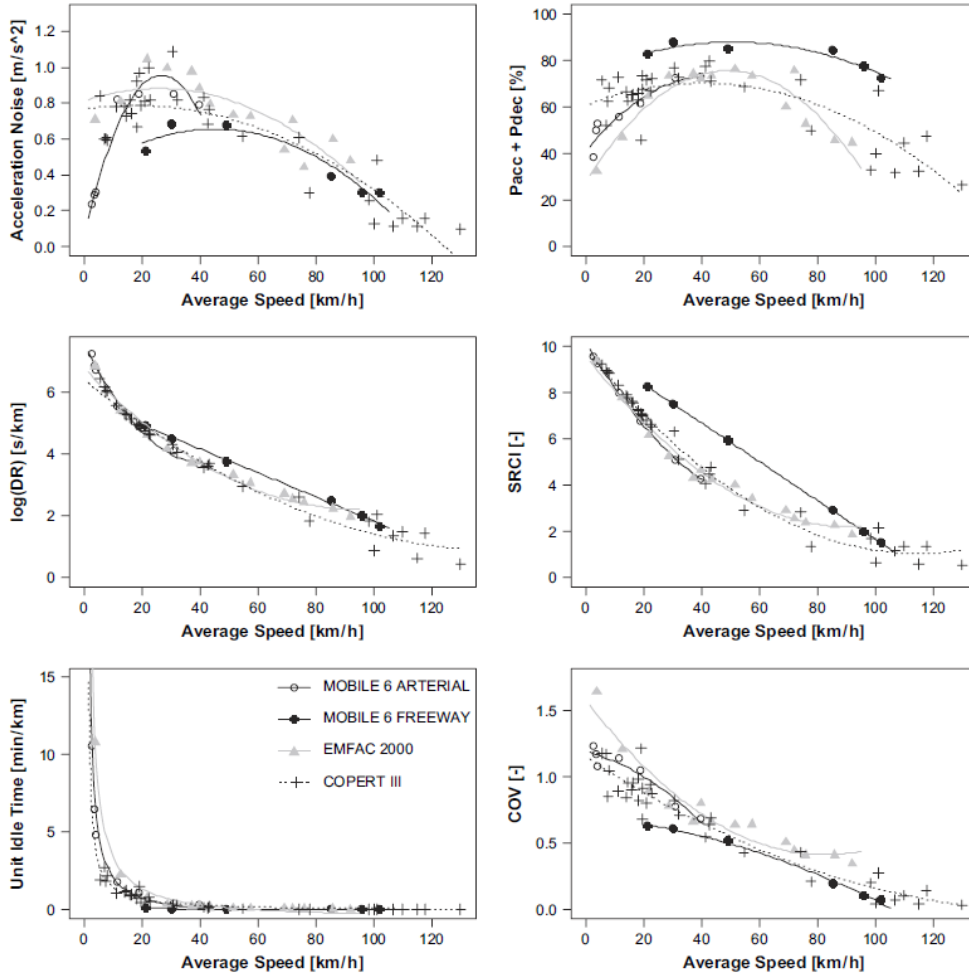 Acceleration Noise [m/s^2]
1.2
1.0
0.8
0.6
0.4
0.2
0.0
0 20 40 60 80 100 120
Average Speed [km/h]
Pacc + Pdec [%]
100
80
60
40
20
0
0 20 40 60 80 100 120
Average Speed [km/h]
log(DR) [s/km]
6
4
2
0
0 20 40 60 80 100 120
Average Speed [km/h]
SRCI [-]
10
8
6
4
2
0
0 20 40 60 80 100 120
Average Speed [km/h]
Unit Idle Time [min/km]
15
10
5
0
MOBILE 6 ARTERIAL
MOBILE 6 FREEWAY
EMFAC 2000
COPERT III
0 20 40 60 80 100 120
Average Speed [km/h]
COV [-]
1.5
1.0
0.5
0.0
0 20 40 60 80 100 120
Average Speed [km/h]